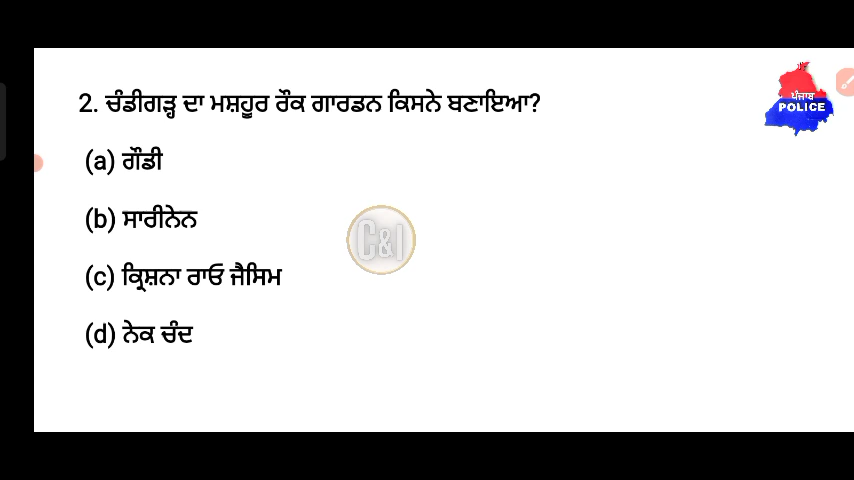 2. ਚੰਡੀਗੜ੍ਹ ਦਾ ਮਸ਼ਹੂਰ ਰੌਕ ਗਾਰਡਨ ਕਿਸਨੇ ਬਣਾਇਆ?
ਪੰਜਾਬ
POLICE
(a) ਗੌਡੀ
(b) ਸਾਰੀਨੇਨ
C&I
(c) ਕ੍ਰਿਸ਼ਨਾ ਰਾਓ ਜੈਸਿਮ
(d) ਨੇਕ ਚੰਦ